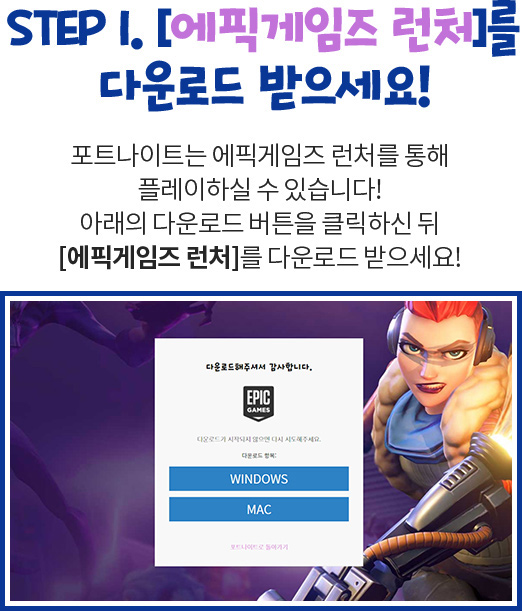 STEP 1. [에픽게임즈 런처]를
다운로드 받으세요!
포트나이트는 에픽게임즈 런처를 통해
플레이하실 수 있습니다!
아래의 다운로드 버튼을 클릭하신 뒤
[에픽게임즈 런처]를 다운로드 받으세요!
다운로드해주셔서 감사합니다.
EPIC
GAMES
다운로드가 시작되지 않으면 다시 시도해주세요.
다운로드 항목:
WINDOWS
MAC
포트나이트로 돌아가기